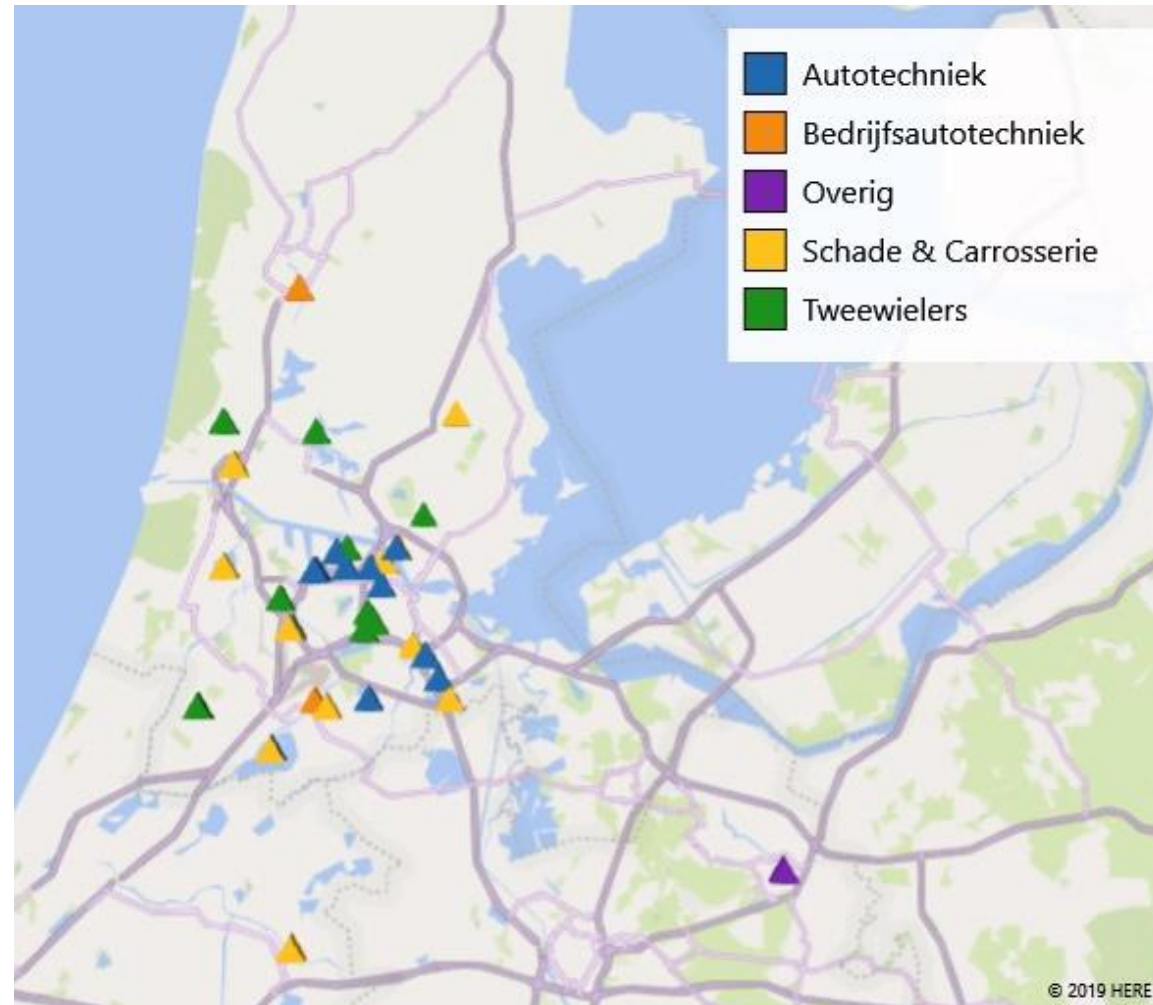 Autotechniek
Bedrijfsautotechniek
Overig
Schade & Carrosserie
Tweewielers
© 2019 HERE